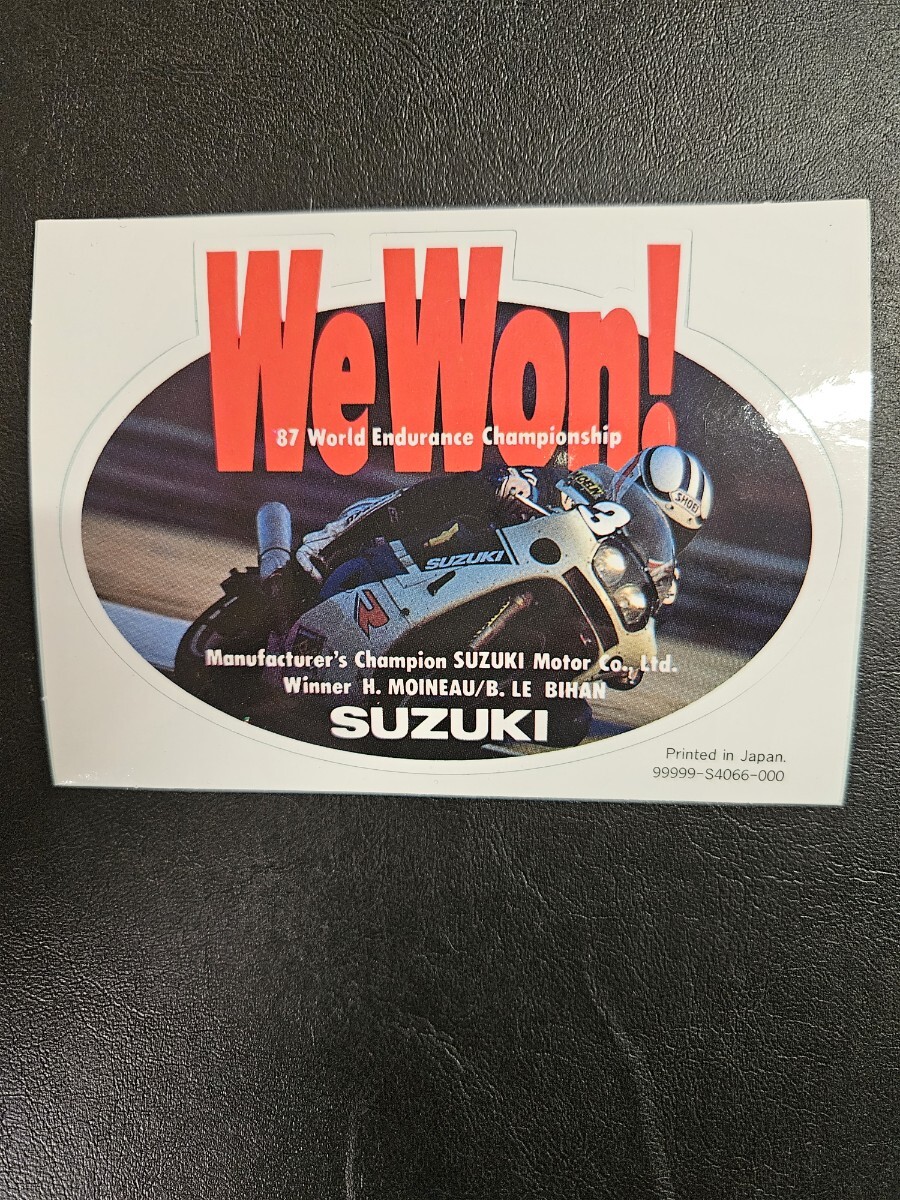 We Won!
'87 World Endurance Championship
SHOEI
3
SUZUKI
Manufacturer's Champion SUZUKI Motor Co., Ltd.
Winner H. MOINEAU/B. LE BIHAN
SUZUKI
Printed in Japan.
99999-S4066-000